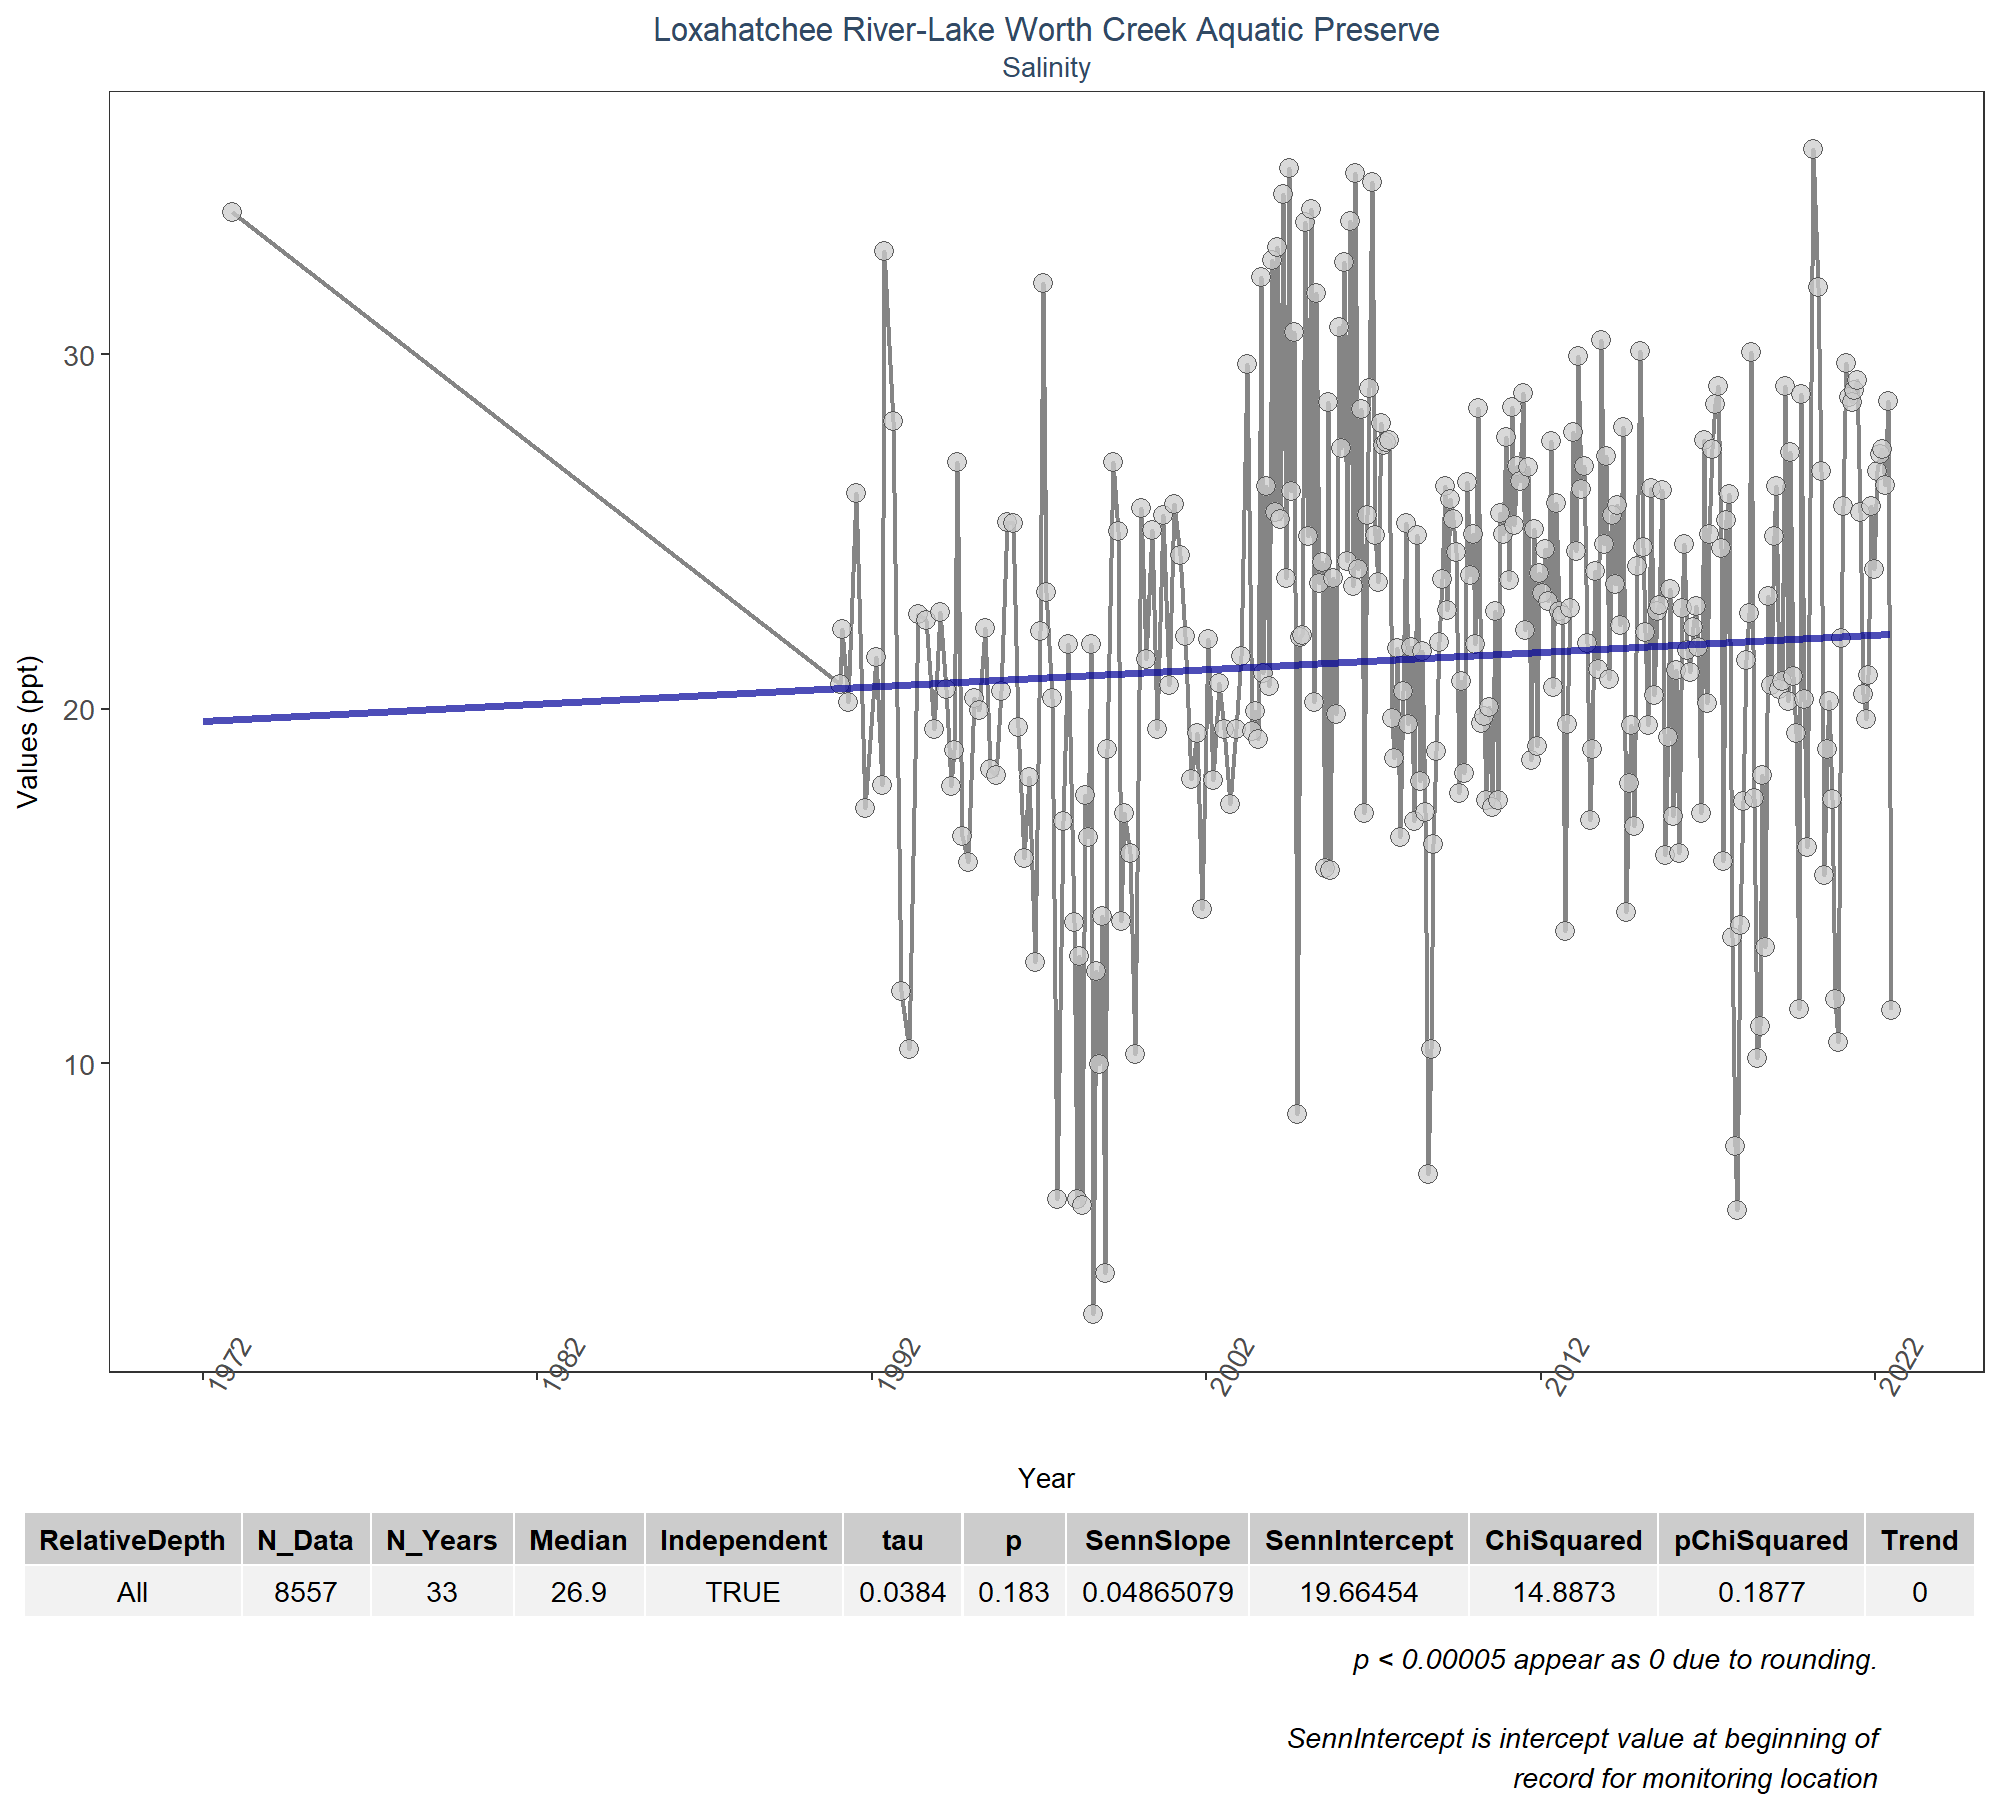 Loxahatchee River-Lake Worth Creek Aquatic Preserve
Salinity
Values (ppt)
30
20
10
1972
1982
1992
2002
2012
2022
Year
RelativeDepth N_Data N_Years Median Independent tau p SennSlope SennIntercept ChiSquared pChiSquared Trend
All 8557 33 26.9 TRUE 0.0384 0.183 0.04865079 19.66454 14.8873 0.1877 0
p < 0.00005 appear as 0 due to rounding.
SennIntercept is intercept value at beginning of
record for monitoring location